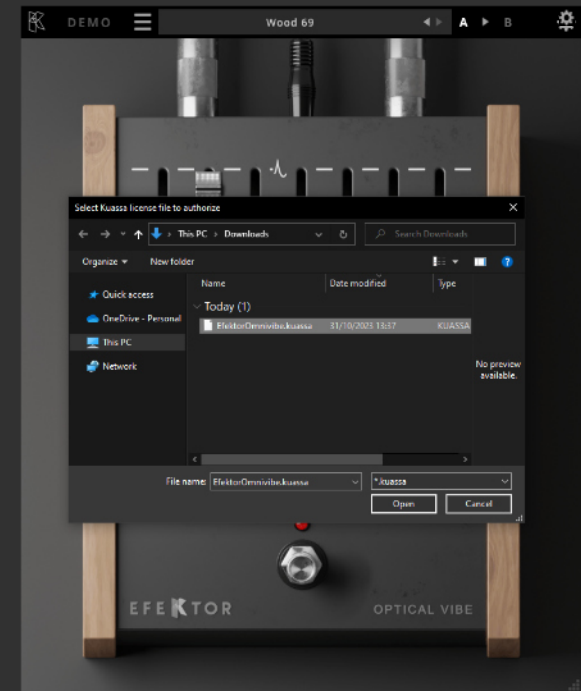 DEMO Wood 69 A B
Select Kuassa license file to authorize
This PC Downloads Search Downloads
Organize New folder
Name Date modified Type
Quick access
Today (1)
OneDrive - Personal
EfektorOmnivibe.kuassa 31/10/2023 13:37 KUASSA
This PC
Network
No preview
available.
File name: EfektorOmnivibe.kuassa *.kuassa
Open Cancel
EFEKTOR OPTICAL VIBE